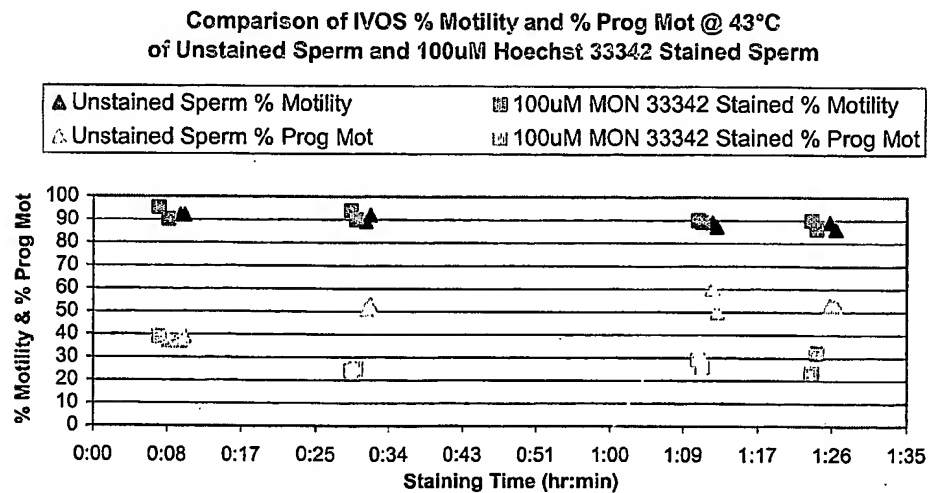 Comparison of IVOS % Motility and % Prog Mot @ 43°C
of Unstained Sperm and 100uM Hoechst 33342 Stained Sperm
Unstained Sperm % Motility
100uM MON 33342 Stained % Motility
Unstained Sperm % Prog Mot
100uM MON 33342 Stained % Prog Mot
% Motility & % Prog Mot
100
90
80
70
60
50
40
30
20
10
0
0:00 0:08 0:17 0:25 0:34 0:43 0:51 1:00 1:09 1:17 1:26 1:35
Staining Time (hr:min)